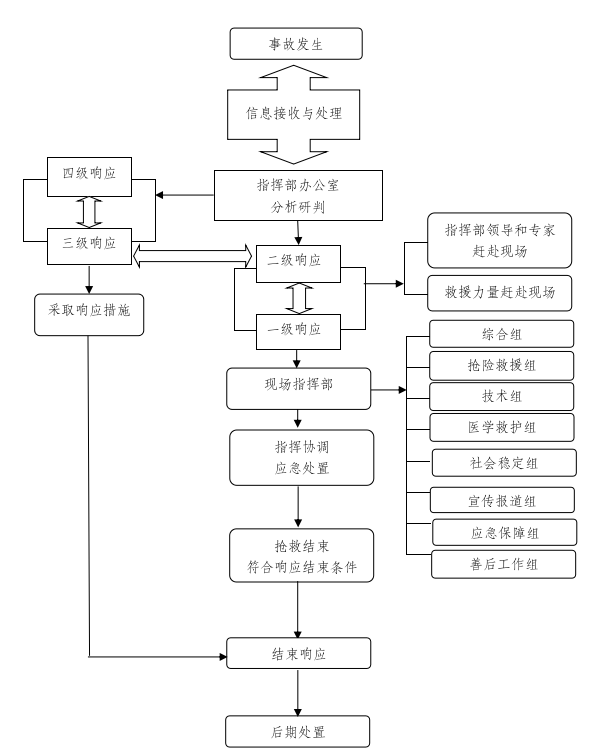 事故发生
信息接收与处理
指挥部办公室
分析研判
四级响应
三级响应
二级响应
一级响应
指挥部领导和专家
赶赴现场
救援力量赶赴现场
采取响应措施
现场指挥部
综合组
抢险救援组
技术组
医学救护组
社会稳定组
宣传报道组
应急保障组
善后工作组
指挥协调
应急处置
抢救结束
符合响应结束条件
结束响应
后期处置